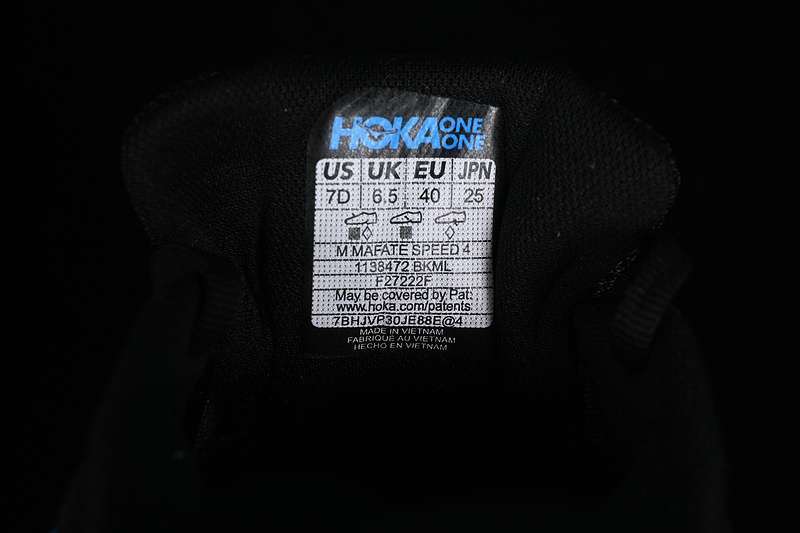 HOKA ONE ONE
US UK EU JPN
7D 6.5 40 25
M MAFATE SPEED 4
1138472 BKML
F27222F
May be covered by Pat:
www.hoka.com/patents
7BHJVP30JE88E@4
MADE IN VIETNAM
FABRIQUE AU VIETNAM
HECHO EN VIETNAM